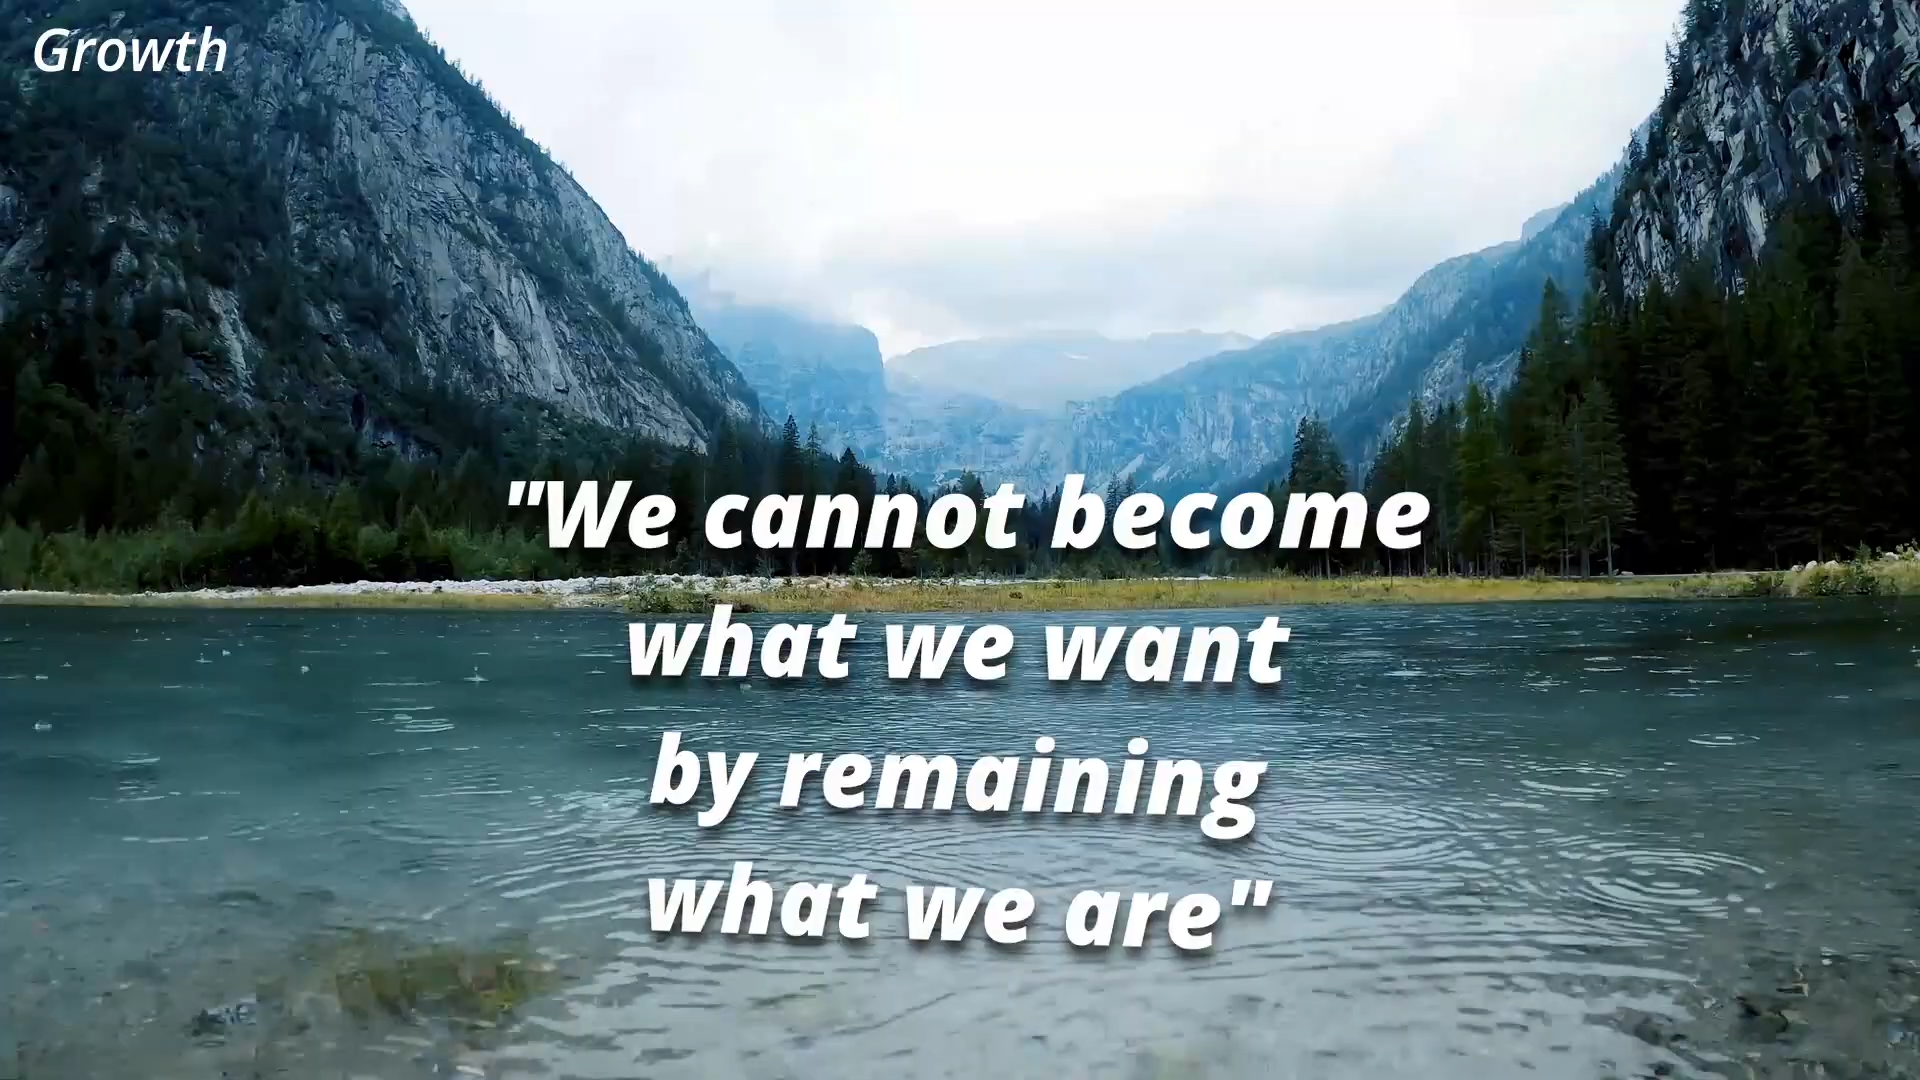 Growth
"We cannot become
what we want
by remaining
what we are"